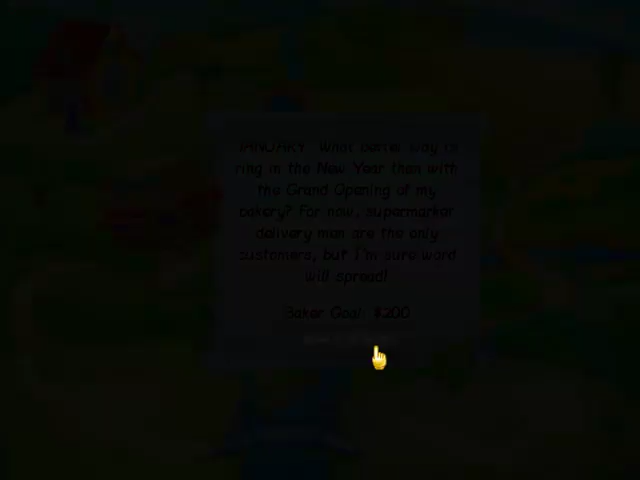 JANUARY: What better way to
ring in the New Year than with
the Grand Opening of my
bakery? For now, supermarket
delivery men are the only
customers, but I'm sure word
will spread!
Baker Goal: $200